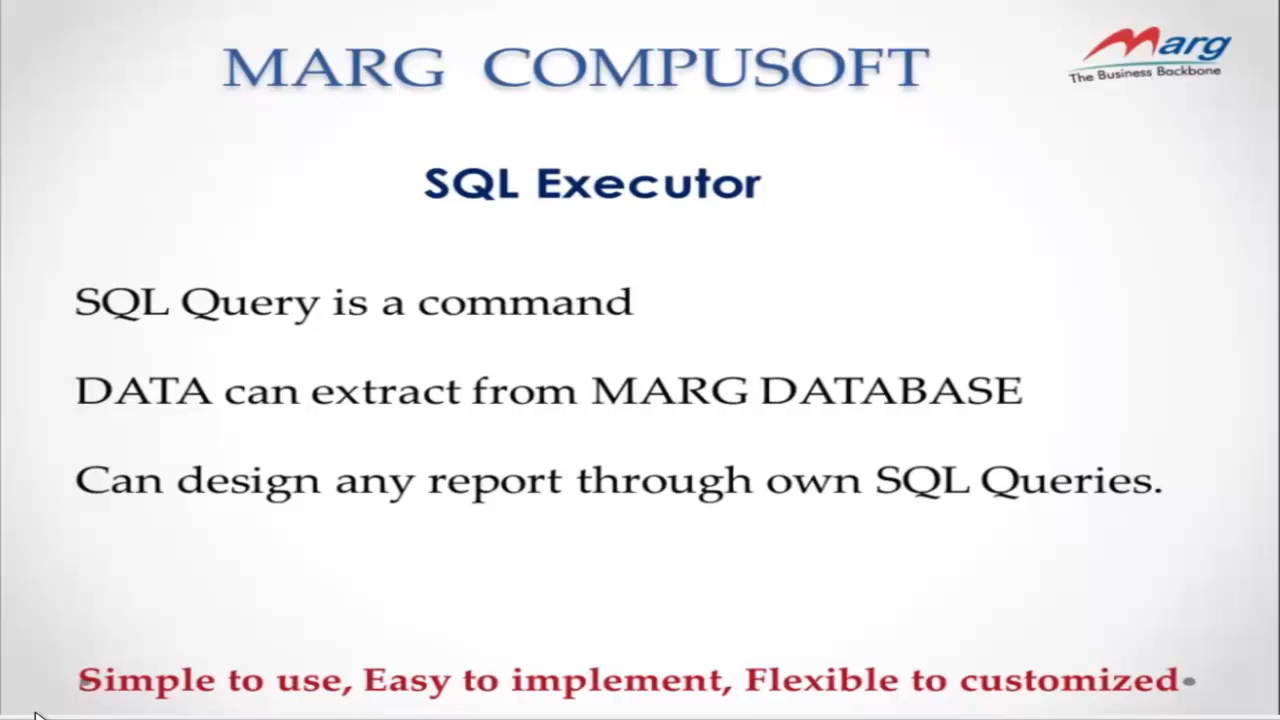 MARG COMPUSOFT
Marg
The Business Backbone
SQL Executor
SQL Query is a command
DATA can extract from MARG DATABASE
Can design any report through own SQL Queries.
Simple to use, Easy to implement, Flexible to customized